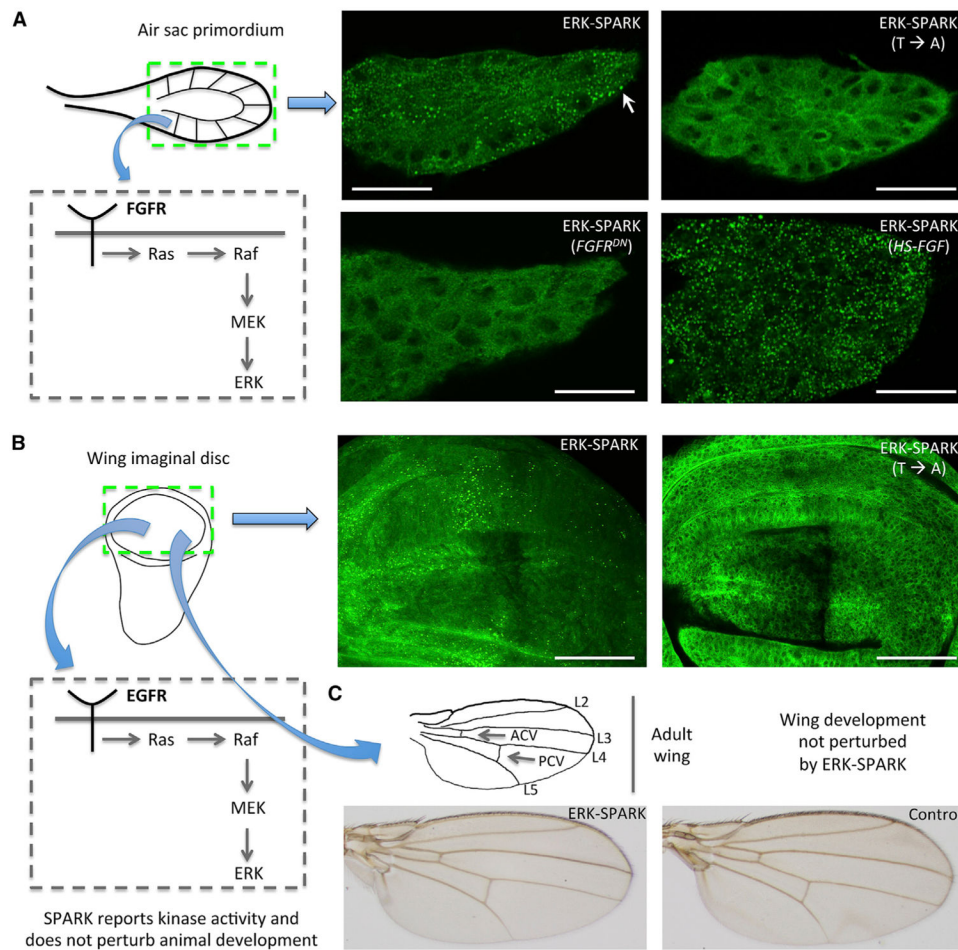 A
Air sac primordium
FGFR
Ras
Raf
MEK
ERK
ERK-SPARK
ERK-SPARK
(T → A)
ERK-SPARK
(FGFR^DN)
ERK-SPARK
(HS-FGF)
B
Wing imaginal disc
EGFR
Ras
Raf
MEK
ERK
SPARK reports kinase activity and
does not perturb animal development
ERK-SPARK
ERK-SPARK
(T → A)
C
L2
L3
L4
L5
ACV
PCV
Adult
wing
Wing development
not perturbed
by ERK-SPARK
ERK-SPARK
Control